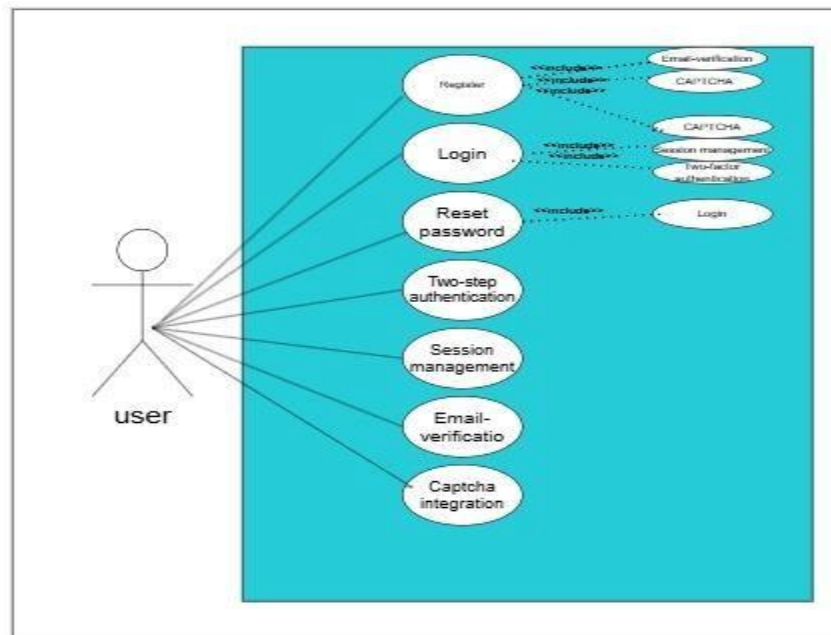 Register
<<include>>
<<include>>
<<include>>
Email-verification
CAPTCHA
CAPTCHA
Login
<<include>>
<<include>>
Session management
Two-factor
authentication
Reset
password
<<include>>
Login
Two-step
authentication
Session
management
Email-
verificatio
Captcha
integration
user